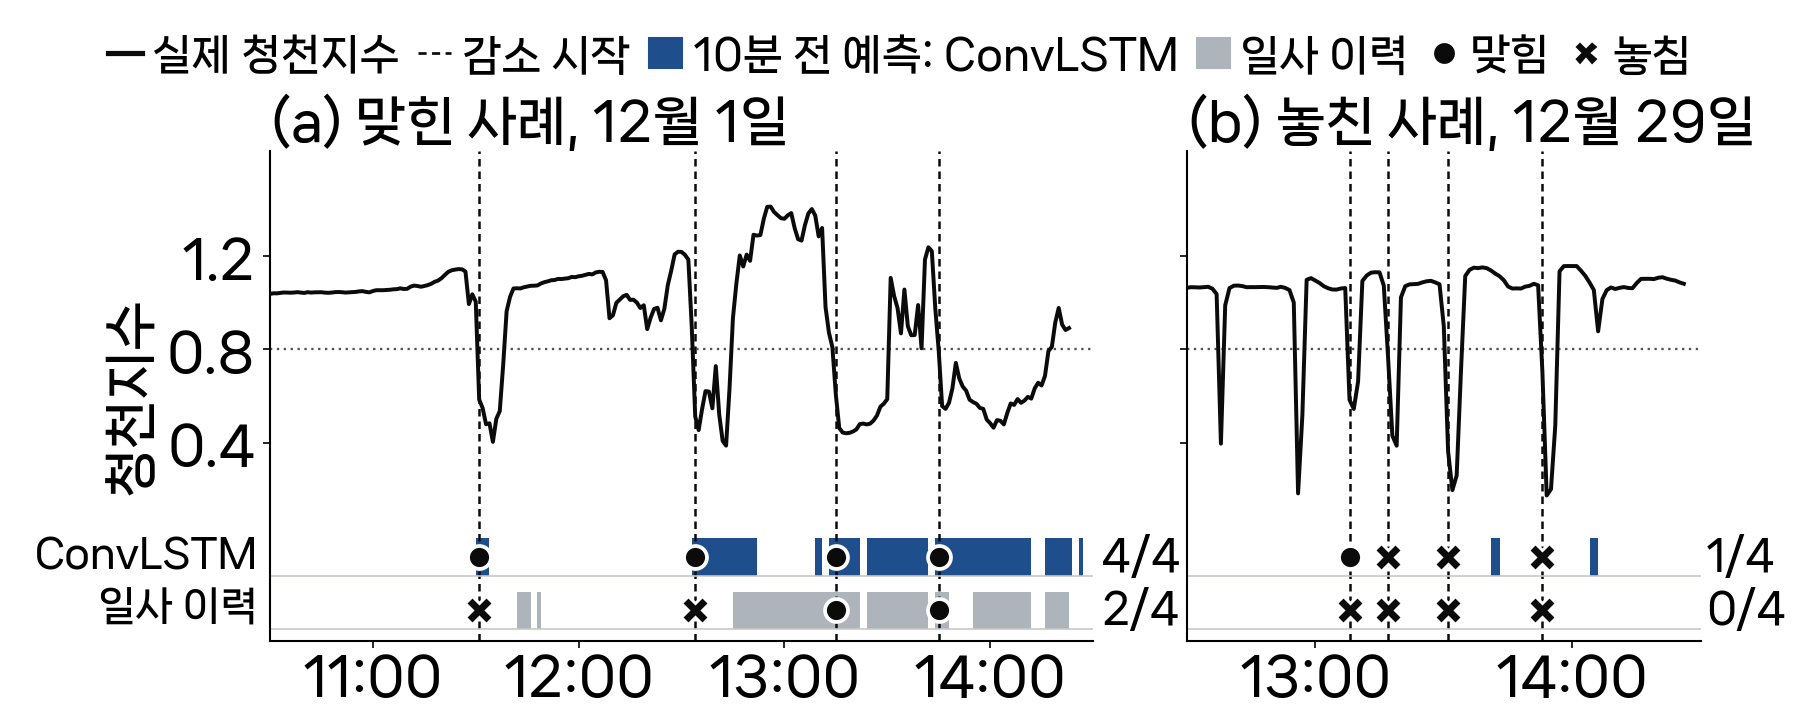 실제 청천지수 감소 시작 10분 전 예측: ConvLSTM 일사 이력 맞힘 놓침
(a) 맞힌 사례, 12월 1일
(b) 놓친 사례, 12월 29일
청천지수
1.2
0.8
0.4
ConvLSTM
일사 이력
4/4
2/4
1/4
0/4
11:00 12:00 13:00 14:00
13:00 14:00